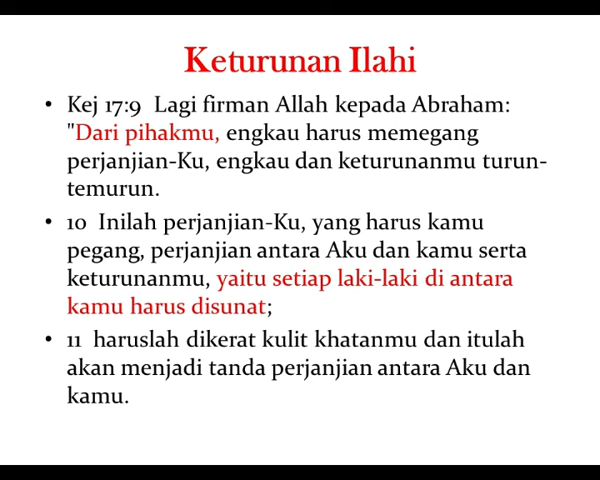 Keturunan Ilahi
• Kej 17:9 Lagi firman Allah kepada Abraham:
"Dari pihakmu, engkau harus memegang
perjanjian-Ku, engkau dan keturunanmu turun-
temurun.
• 10 Inilah perjanjian-Ku, yang harus kamu
pegang, perjanjian antara Aku dan kamu serta
keturunanmu, yaitu setiap laki-laki di antara
kamu harus disunat;
• 11 haruslah dikerat kulit khatanmu dan itulah
akan menjadi tanda perjanjian antara Aku dan
kamu.